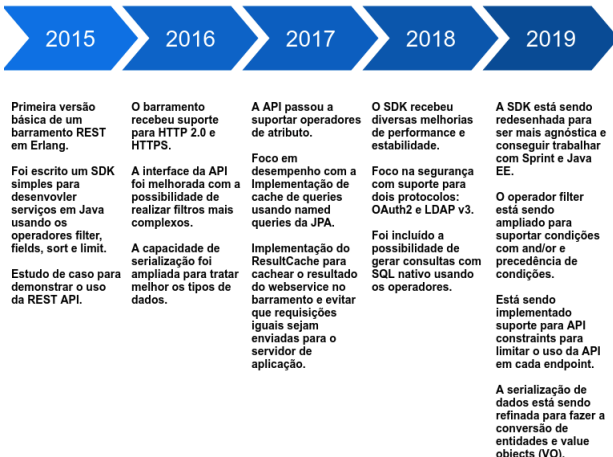 2015
2016
2017
2018
2019
Primeira versão
básica de um
barramento REST
em Erlang.
Foi escrito um SDK
simples para
desenvovler
serviços em Java
usando os
operadores filter,
fields, sort e limit.
Estudo de caso para
demonstrar o uso
da REST API.
O barramento
recebeu suporte
para HTTP 2.0 e
HTTPS.
A interface da API
foi melhorada com a
possibilidade de
realizar filtros mais
complexos.
A capacidade de
serialização foi
ampliada para tratar
melhor os tipos de
dados.
A API passou a
suportar operadores
de atributo.
Foco em
desempenho com a
Implementação de
cache de queries
usando named
queries da JPA.
Implementação do
ResultCache para
cachear o resultado
do webservice no
barramento e evitar
que requisições
iguais sejam
enviadas para o
servidor de
aplicação.
O SDK recebeu
diversas melhorias
de performance e
estabilidade.
Foco na segurança
com suporte para
dois protocolos:
OAuth2 e LDAP v3.
Foi incluído a
possibilidade de
gerar consultas com
SQL nativo usando
os operadores.
A SDK está sendo
redesenhada para
ser mais agnóstica e
conseguir trabalhar
com Sprint e Java
EE.
O operador filter
está sendo
ampliado para
suportar condições
com and/or e
precedência de
condições.
Está sendo
implementado
suporte para API
constraints para
limitar o uso da API
em cada endpoint.
A serialização de
dados está sendo
refinada para fazer a
conversão de
entidades e value
objects (VO).